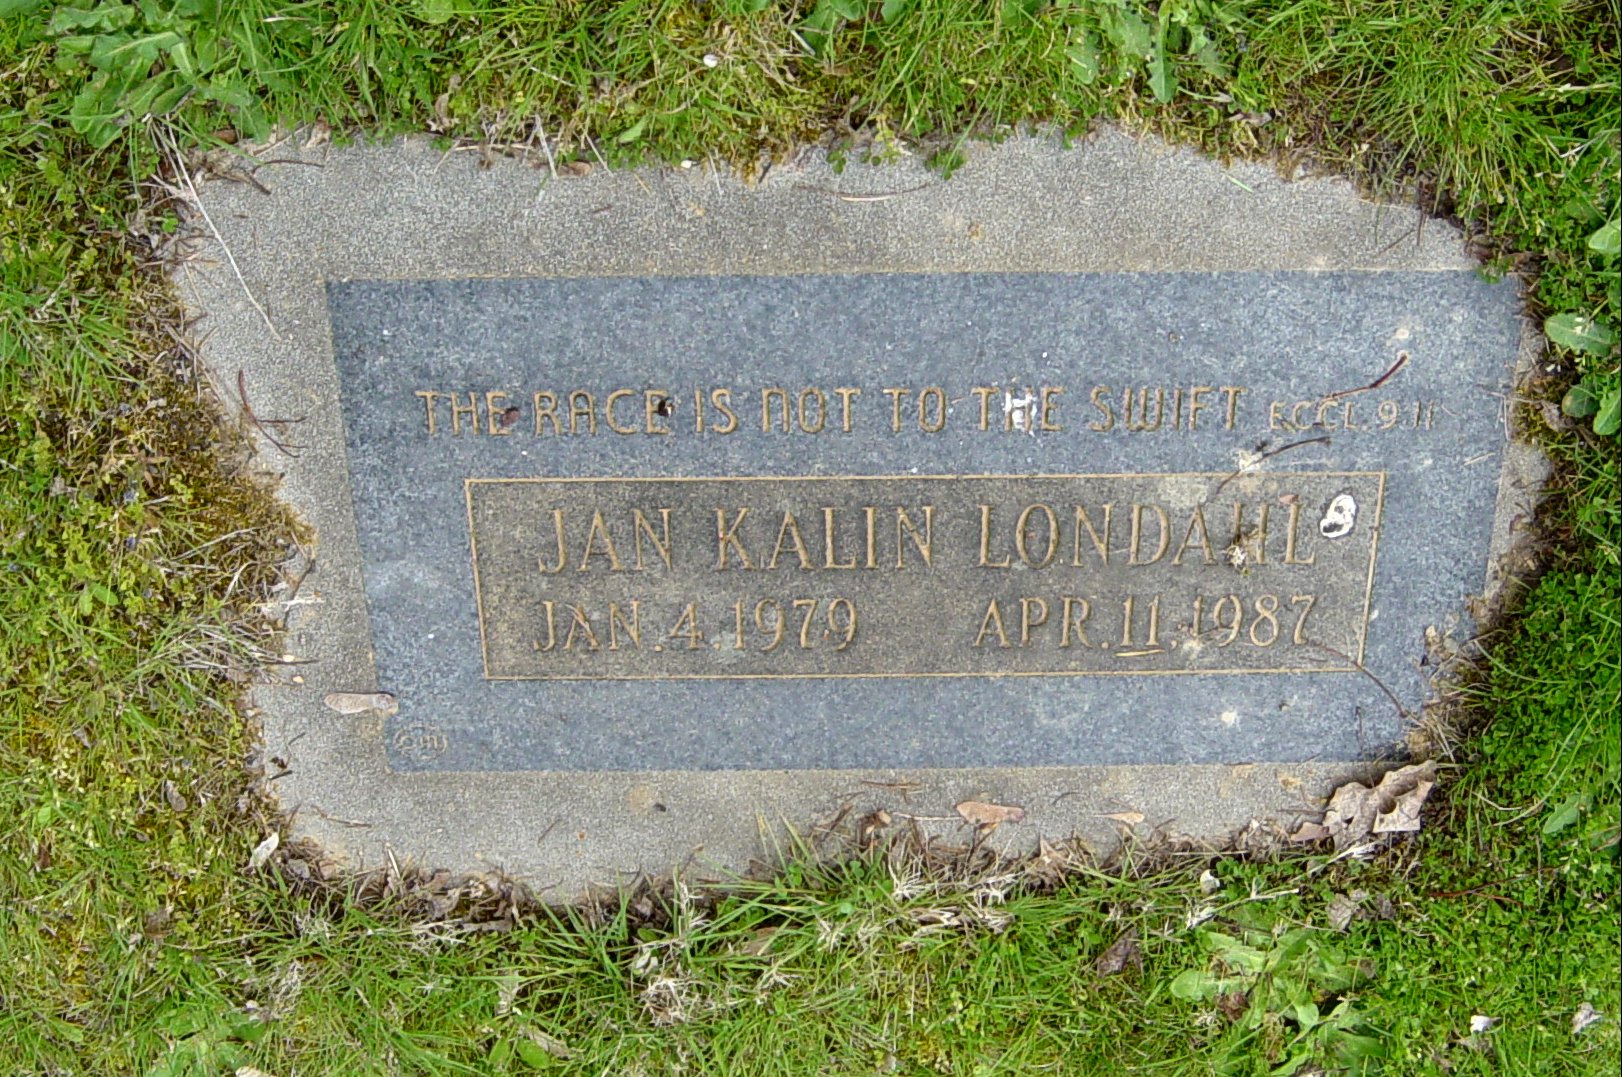 THE RACE IS NOT TO THE SWIFT ECCL. 9:11
JAN KALIN LONDAHL
JAN. 4, 1979 APR. 11, 1987